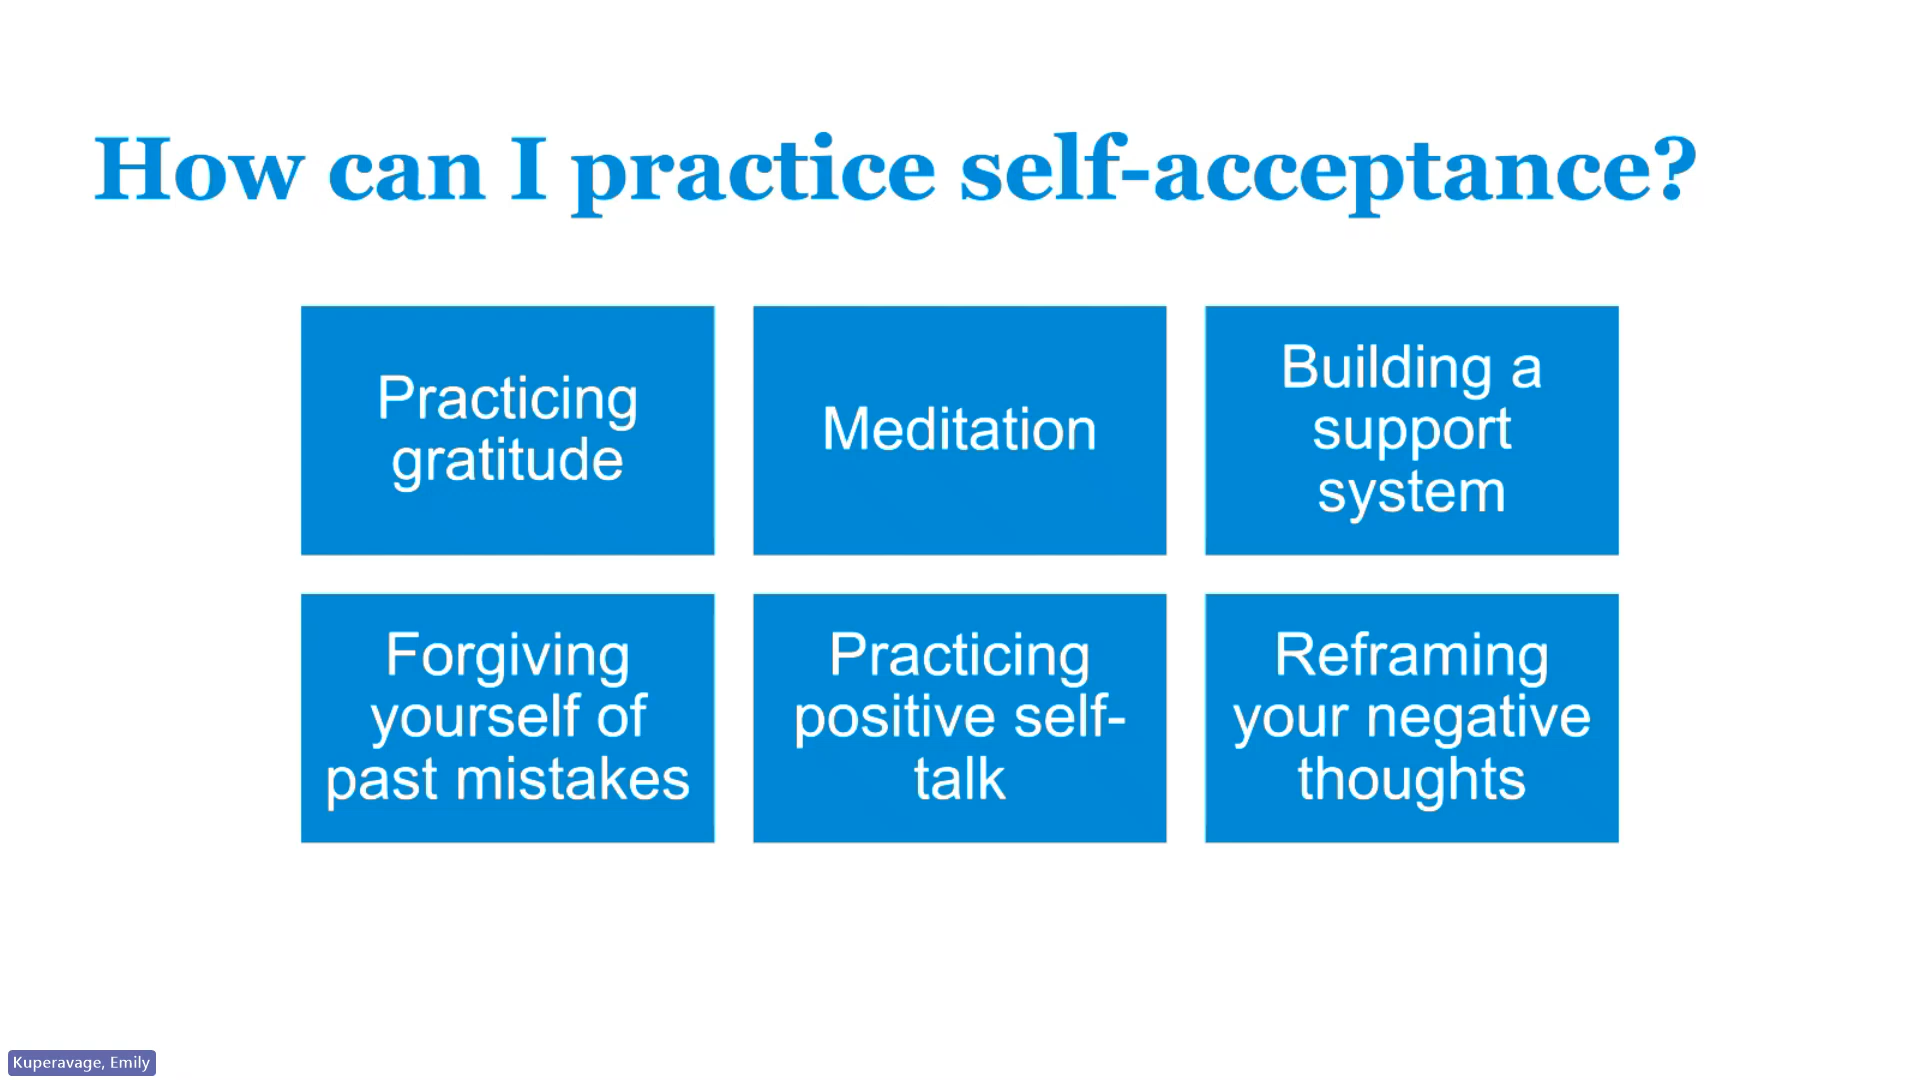 How can I practice self-acceptance?
Practicing
gratitude
Meditation
Building a
support
system
Forgiving
yourself of
past mistakes
Practicing
positive self-
talk
Reframing
your negative
thoughts
Kuperavage, Emily